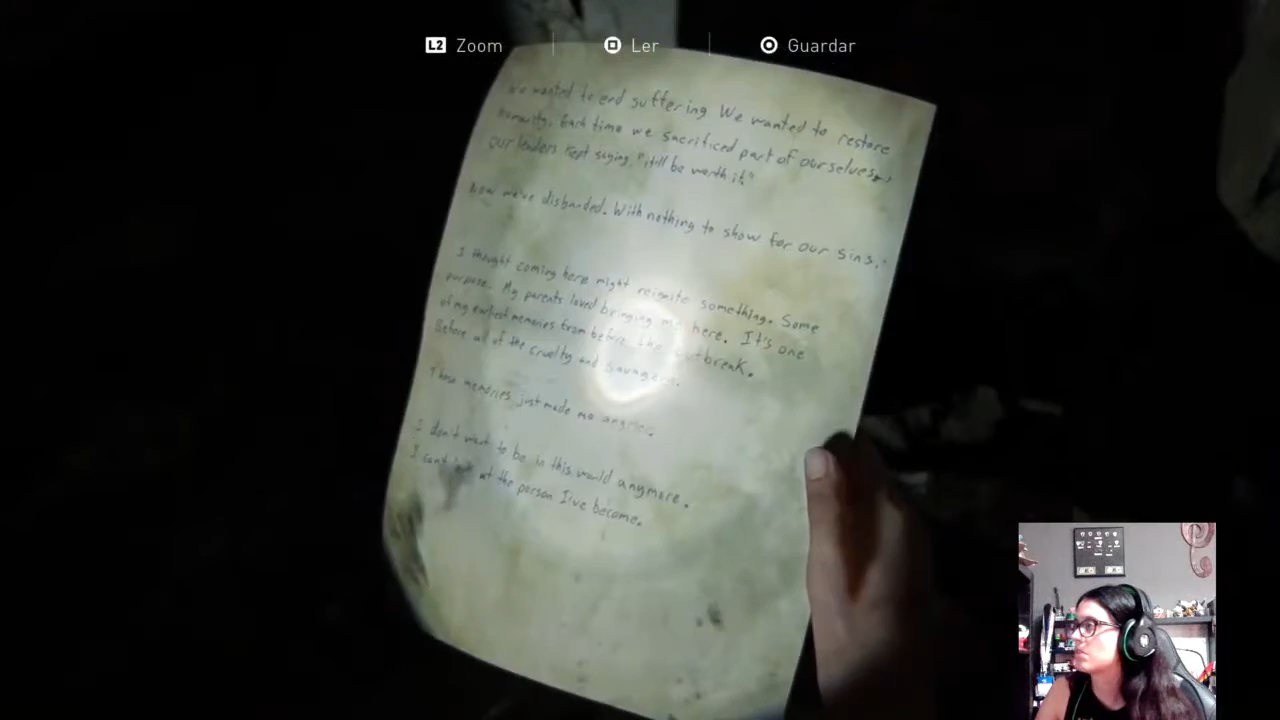 L2 Zoom
Ler
Guardar
We wanted to end suffering. We wanted to restore
humanity. Each time we sacrificed part of ourselves,
our leaders kept saying, "it'll be worth it."
Now we've disbanded. With nothing to show for our sins.
I thought coming here might reignite something. Some
purpose. My parents loved bringing me here. It's one
of my earliest memories from before the outbreak.
Before all of the cruelty and savagery.
Those memories just made me angrier.
I don't want to be in this world anymore.
I can't look at the person I've become.